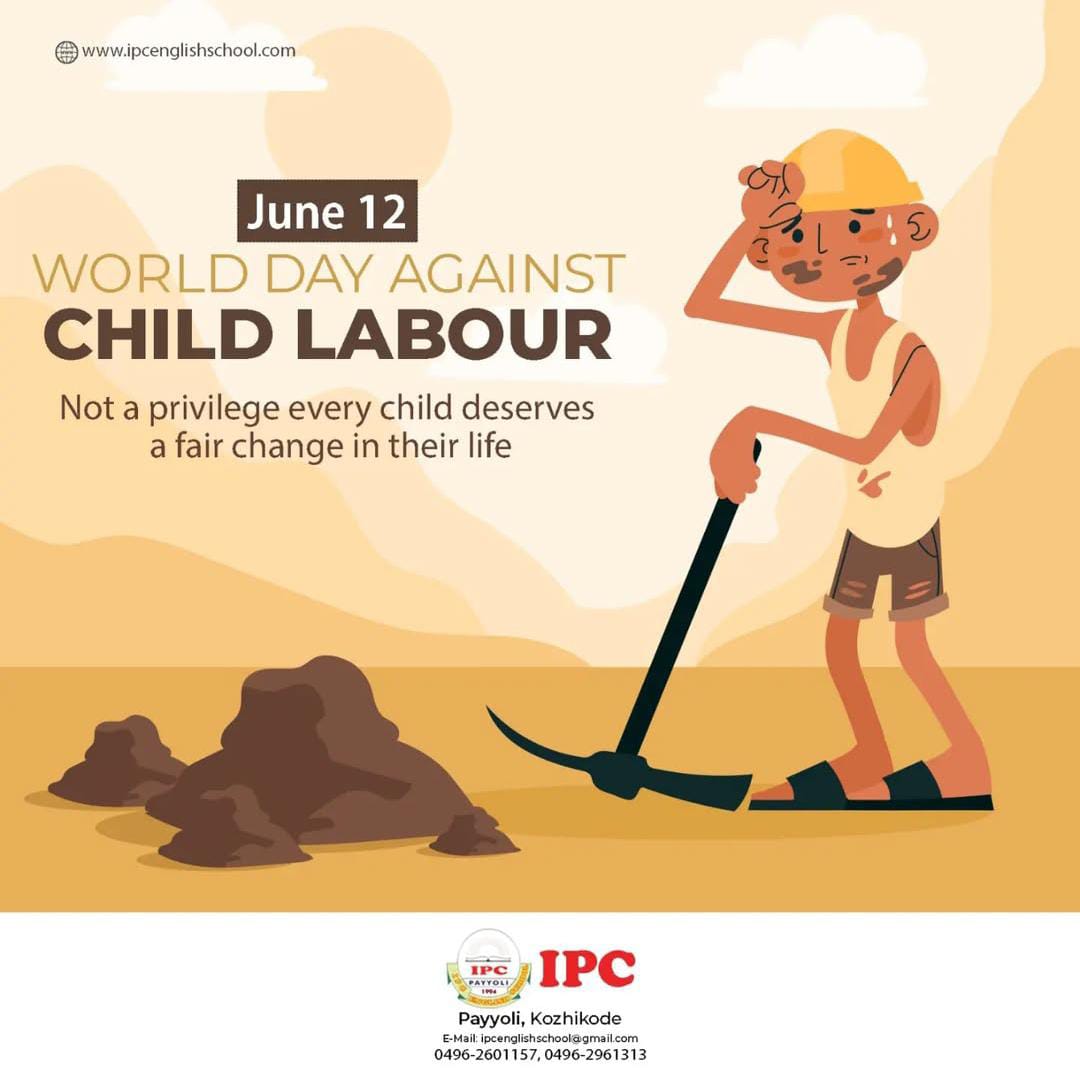 www.ipcenglishschool.com
June 12
WORLD DAY AGAINST
CHILD LABOUR
Not a privilege every child deserves
a fair change in their life
IPC
PAYYOLI
IPC
Payyoli, Kozhikode
E-Mail: ipcenglishschool@gmail.com
0496-2601157, 0496-2961313